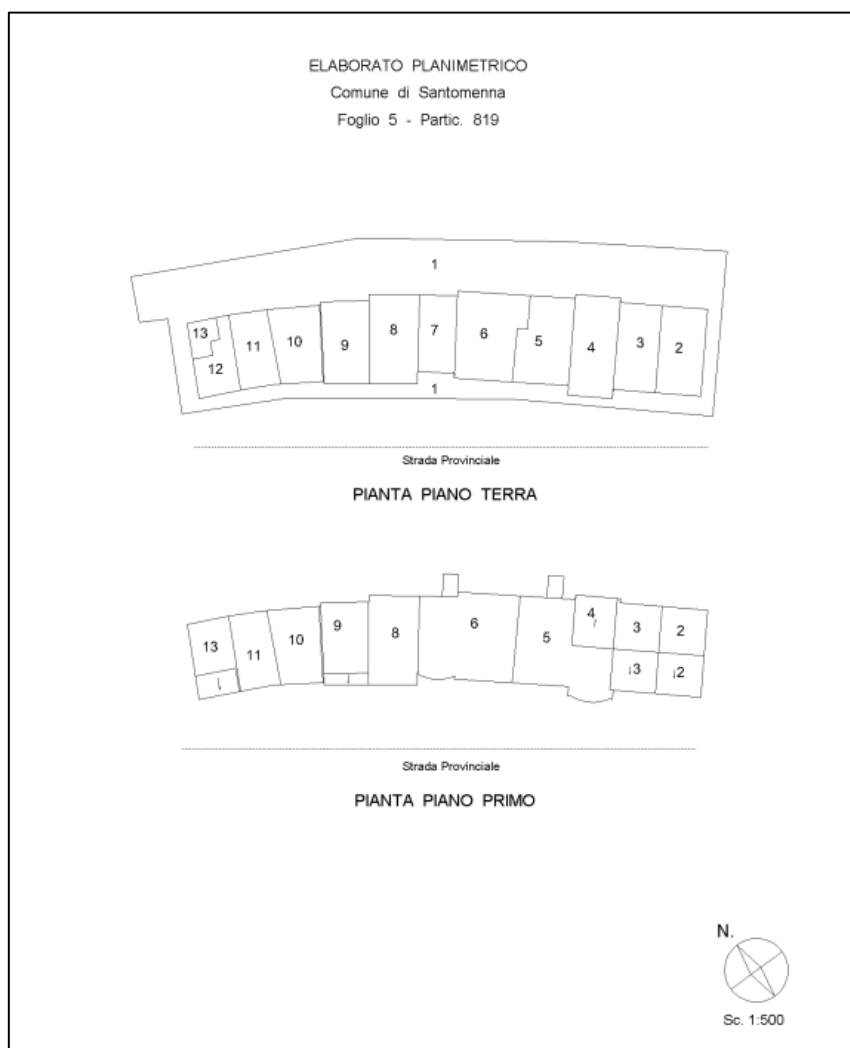 ELABORATO PLANIMETRICO
Comune di Santomenna
Foglio 5 - Partic. 819
1
13 12 11 10 9 8 7 6 5 4 3 2
1
Strada Provinciale
PIANTA PIANO TERRA
13 11 10 9 8 6 5 4 3 2
3 2
Strada Provinciale
PIANTA PIANO PRIMO
N.
Sc. 1:500